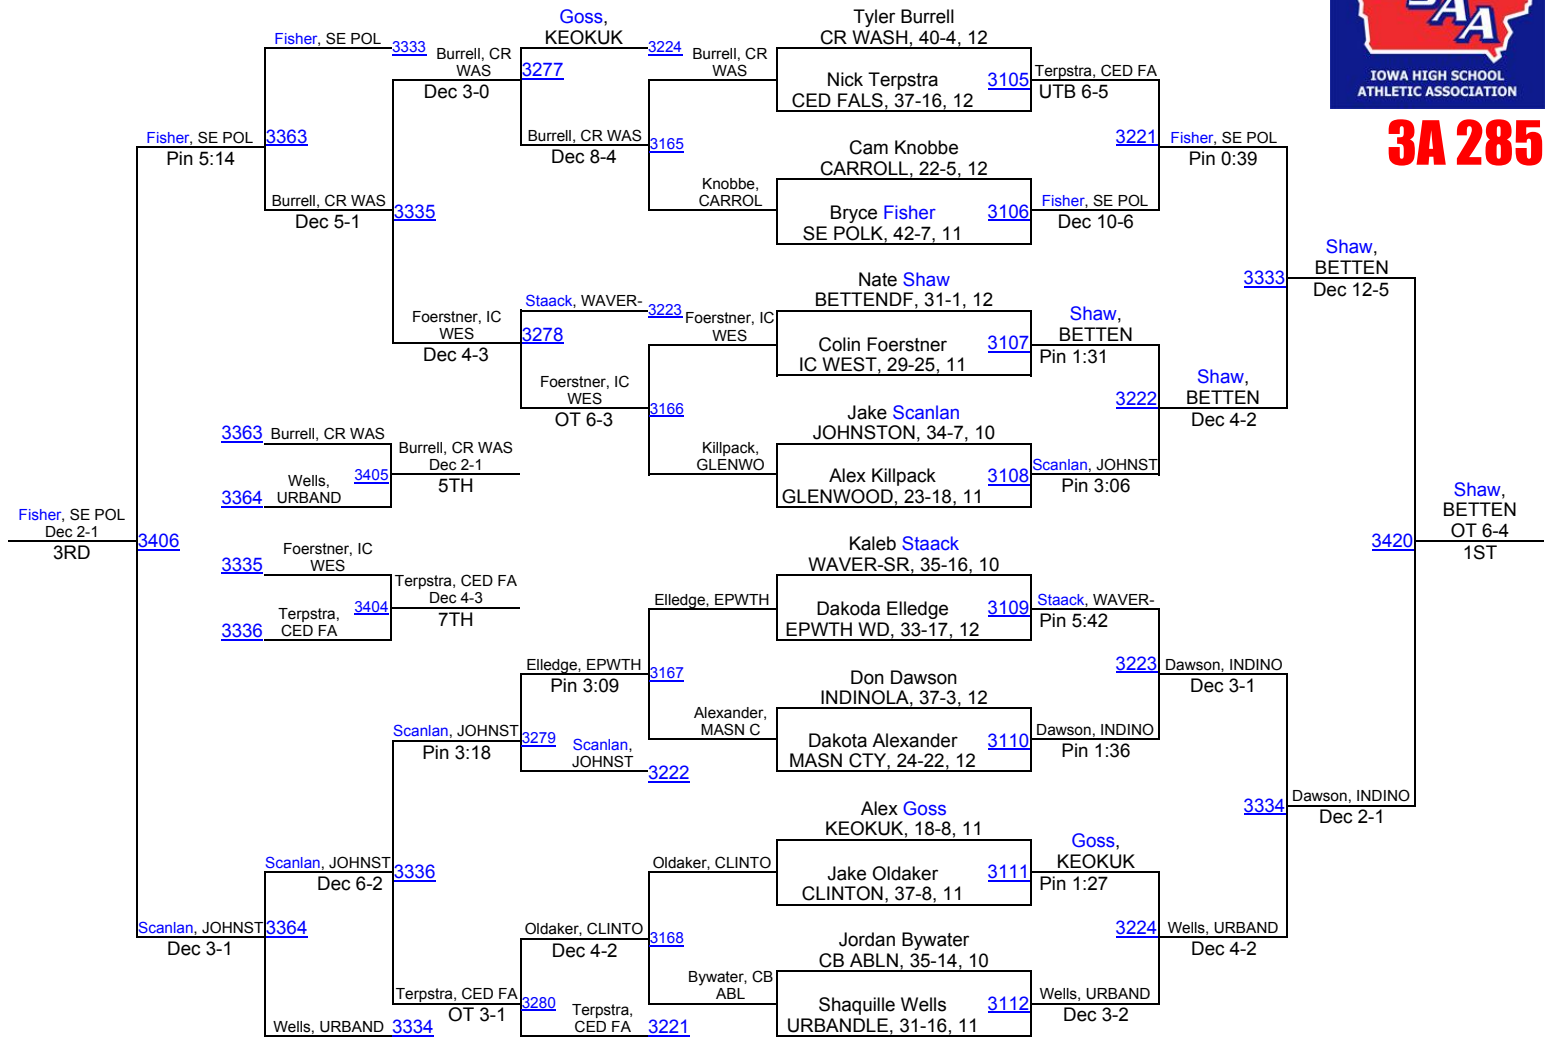 Goss,
KEOKUK
Tyler Burrell
CR WASH, 40-4, 12
Fisher, SE POL
3333
Burrell, CR
WAS
3224
Burrell, CR
WAS
3277
Dec 3-0
Nick Terpstra
CED FALS, 37-16, 12
3105
Terpstra, CED FA
UTB 6-5
IOWA HIGH SCHOOL
ATHLETIC ASSOCIATION
3A 285
Fisher, SE POL
Pin 5:14
3363
Burrell, CR WAS
Dec 8-4
3165
Cam Knobbe
CARROLL, 22-5, 12
3221
Fisher, SE POL
Pin 0:39
Knobbe,
CARROL
Burrell, CR WAS
Dec 5-1
3335
Bryce Fisher
SE POLK, 42-7, 11
3106
Fisher, SE POL
Dec 10-6
Nate Shaw
BETTENDF, 31-1, 12
3333
Shaw,
BETTEN
Dec 12-5
Staack, WAVER-
3223
Foerstner, IC
WES
Foerstner, IC
WES
3278
Dec 4-3
Colin Foerstner
IC WEST, 29-25, 11
3107
Shaw,
BETTEN
Pin 1:31
Foerstner, IC
WES
OT 6-3
3166
3222
Shaw,
BETTEN
Dec 4-2
Jake Scanlan
JOHNSTON, 34-7, 10
3363
Burrell, CR WAS
Burrell, CR WAS
Dec 2-1
5TH
Wells,
URBAND
3405
3364
Killpack,
GLENWO
Alex Killpack
GLENWOOD, 23-18, 11
3108
Scanlan, JOHNST
Pin 3:06
Fisher, SE POL
Dec 2-1
3RD
3406
Shaw,
BETTEN
OT 6-4
1ST
3420
Kaleb Staack
WAVER-SR, 35-16, 10
3335
Foerstner, IC
WES
Terpstra, CED FA
Dec 4-3
7TH
Terpstra,
CED FA
3404
3336
Elledge, EPWTH
Dakoda Elledge
EPWTH WD, 33-17, 12
3109
Staack, WAVER-
Pin 5:42
Elledge, EPWTH
Pin 3:09
3167
Don Dawson
INDINOLA, 37-3, 12
3223
Dawson, INDINO
Dec 3-1
Alexander,
MASN C
Scanlan, JOHNST
Pin 3:18
3279
Scanlan,
JOHNST
3222
Dakota Alexander
MASN CTY, 24-22, 12
3110
Dawson, INDINO
Pin 1:36
3334
Dawson, INDINO
Dec 2-1
Alex Goss
KEOKUK, 18-8, 11
Scanlan, JOHNST
Dec 6-2
3336
Oldaker, CLINTO
Jake Oldaker
CLINTON, 37-8, 11
3111
Goss,
KEOKUK
Pin 1:27
Scanlan, JOHNST
Dec 3-1
3364
Oldaker, CLINTO
Dec 4-2
3168
Jordan Bywater
CB ABLN, 35-14, 10
3224
Wells, URBAND
Dec 4-2
Bywater, CB
ABL
Terpstra, CED FA
OT 3-1
3280
Terpstra,
CED FA
3221
Wells, URBAND
3334
Shaquille Wells
URBANDLE, 31-16, 11
3112
Wells, URBAND
Dec 3-2